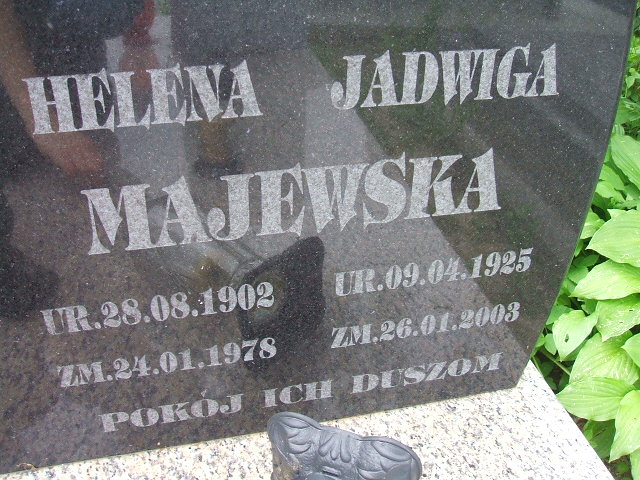 HELENA JADWIGA
MAJEWSKA
UR.28.08.1902 UR.09.04.1925
ZM.24.01.1978 ZM.26.01.2003
POKÓJ ICH DUSZOM